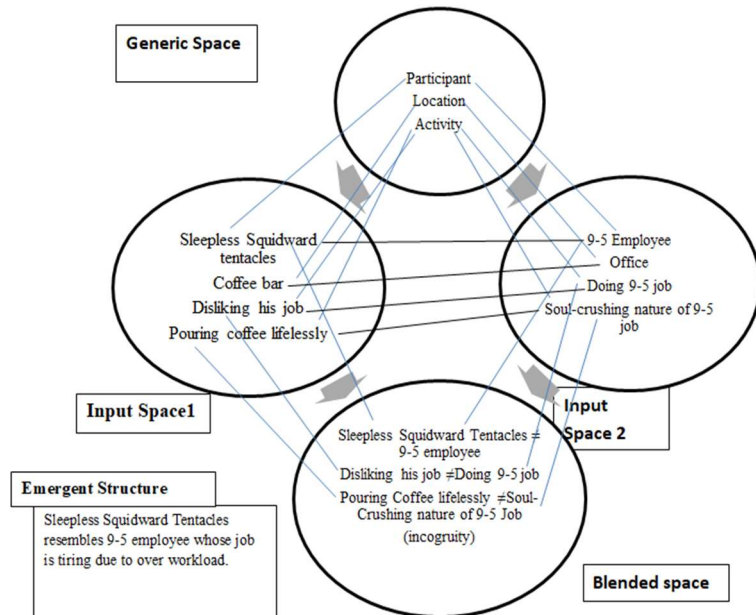 Generic Space
Participant
Location
Activity
Sleepless Squidward
tentacles
Coffee bar
Disliking his job
Pouring coffee lifelessly
9-5 Employee
Office
Doing 9-5 job
Soul-crushing nature of 9-5
job
Input Space1
Input
Space 2
Sleepless Squidward Tentacles =
9-5 employee
Disliking his job ≠Doing 9-5 job
Pouring Coffee lifelessly ≠Soul-
Crushing nature of 9-5 Job
(incogruity)
Emergent Structure
Sleepless Squidward Tentacles
resembles 9-5 employee whose job
is tiring due to over workload.
Blended space